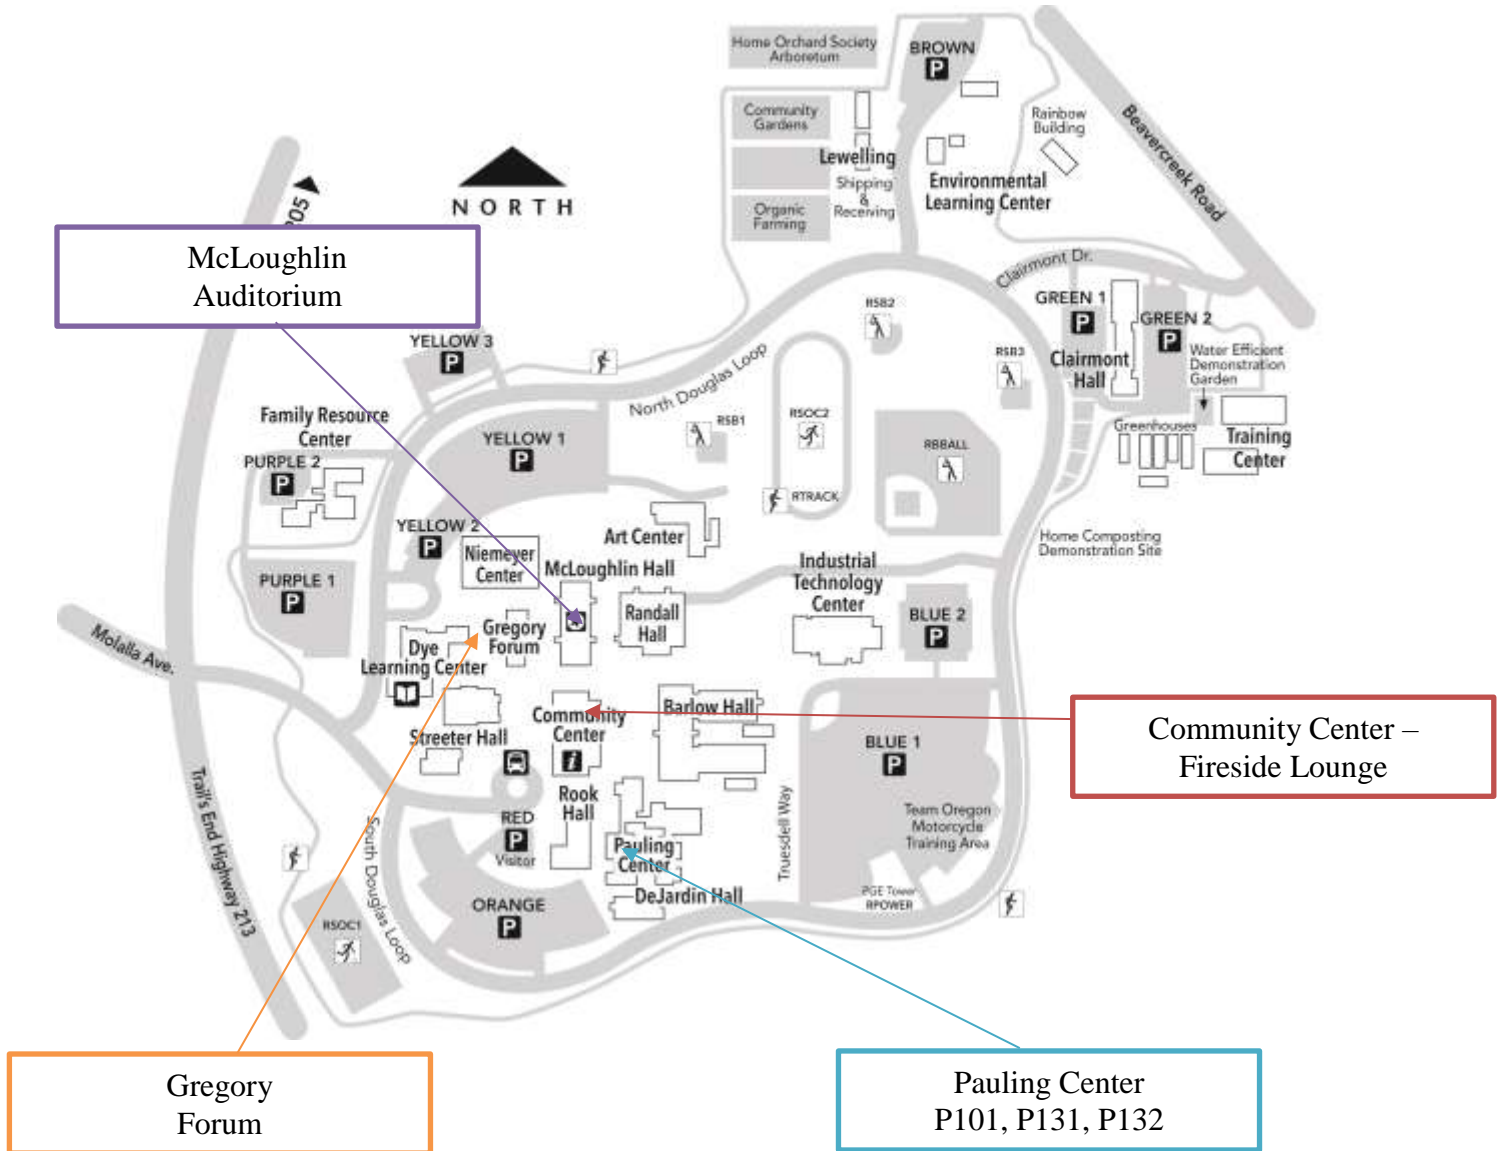 Home Orchard Society
Arboretum
BROWN
P
Community
Gardens
Rainbow
Building
Beavercreek Road
Lewelling
Shipping
&
Receiving
Environmental
Learning Center
Organic
Farming
NORTH
205
McLoughlin
Auditorium
Clairmont Dr.
GREEN 1
P
GREEN 2
P
Clairmont
Hall
Water Efficient
Demonstration
Garden
Greenhouses
Training
Center
RSB2
RSB3
YELLOW 3
P
North Douglas Loop
RSB1
RSOC2
RBBALL
RTRACK
Family Resource
Center
PURPLE 2
P
YELLOW 1
P
YELLOW 2
P
Niemeyer
Center
Art Center
McLoughlin Hall
Home Composting
Demonstration Site
Industrial
Technology
Center
PURPLE 1
P
Randall
Hall
BLUE 2
P
Molalla Ave.
Gregory
Forum
Dye
Learning Center
Community
Center
i
Barlow Hall
Streeter Hall
Community Center –
Fireside Lounge
BLUE 1
P
Trail's End Highway 213
Rook
Hall
RED
P
Visitor
Truesdell Way
Team Oregon
Motorcycle
Training Area
Pauling
Center
DeJardin Hall
PGE Tower
RPOWER
South Douglas Loop
ORANGE
P
RSOC1
Gregory
Forum
Pauling Center
P101, P131, P132